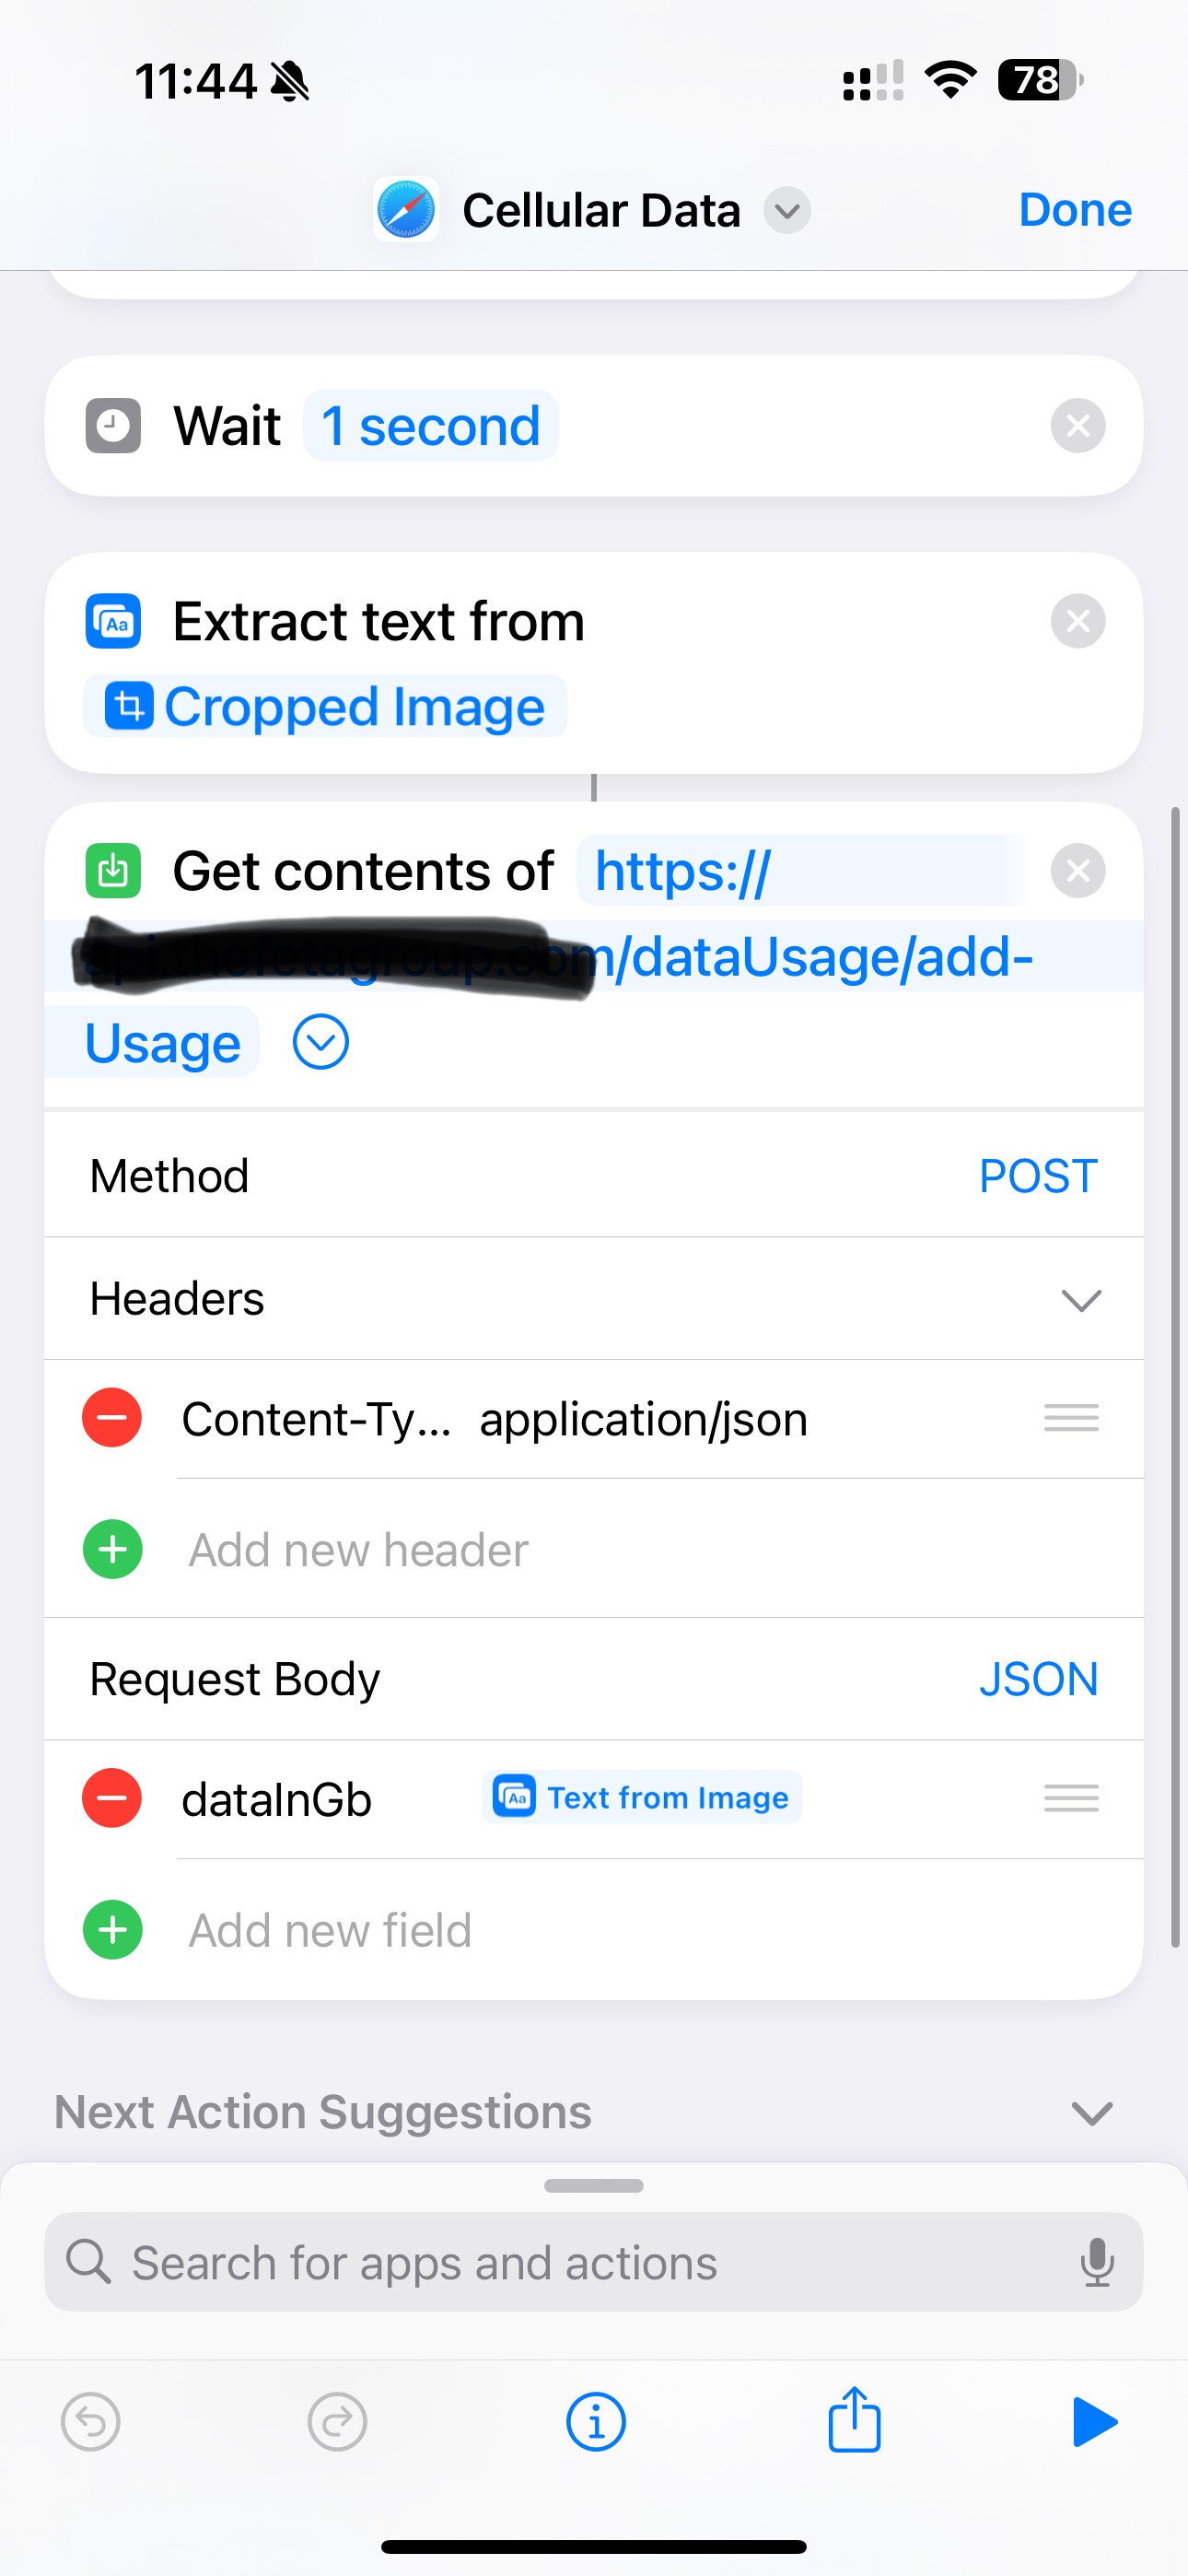 11:44
78
Cellular Data
Done
Wait 1 second
Extract text from
Cropped Image
Get contents of https://
/dataUsage/add-
Usage
Method POST
Headers
Content-Ty... application/json
Add new header
Request Body JSON
dataInGb Text from Image
Add new field
Next Action Suggestions
Search for apps and actions